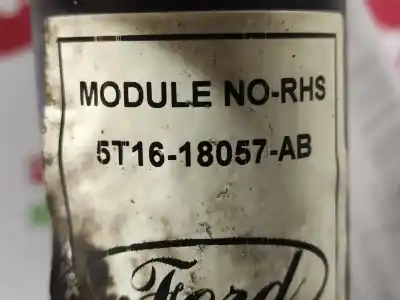 MODULE NO-RHS
5T16-18057-AB
Ford